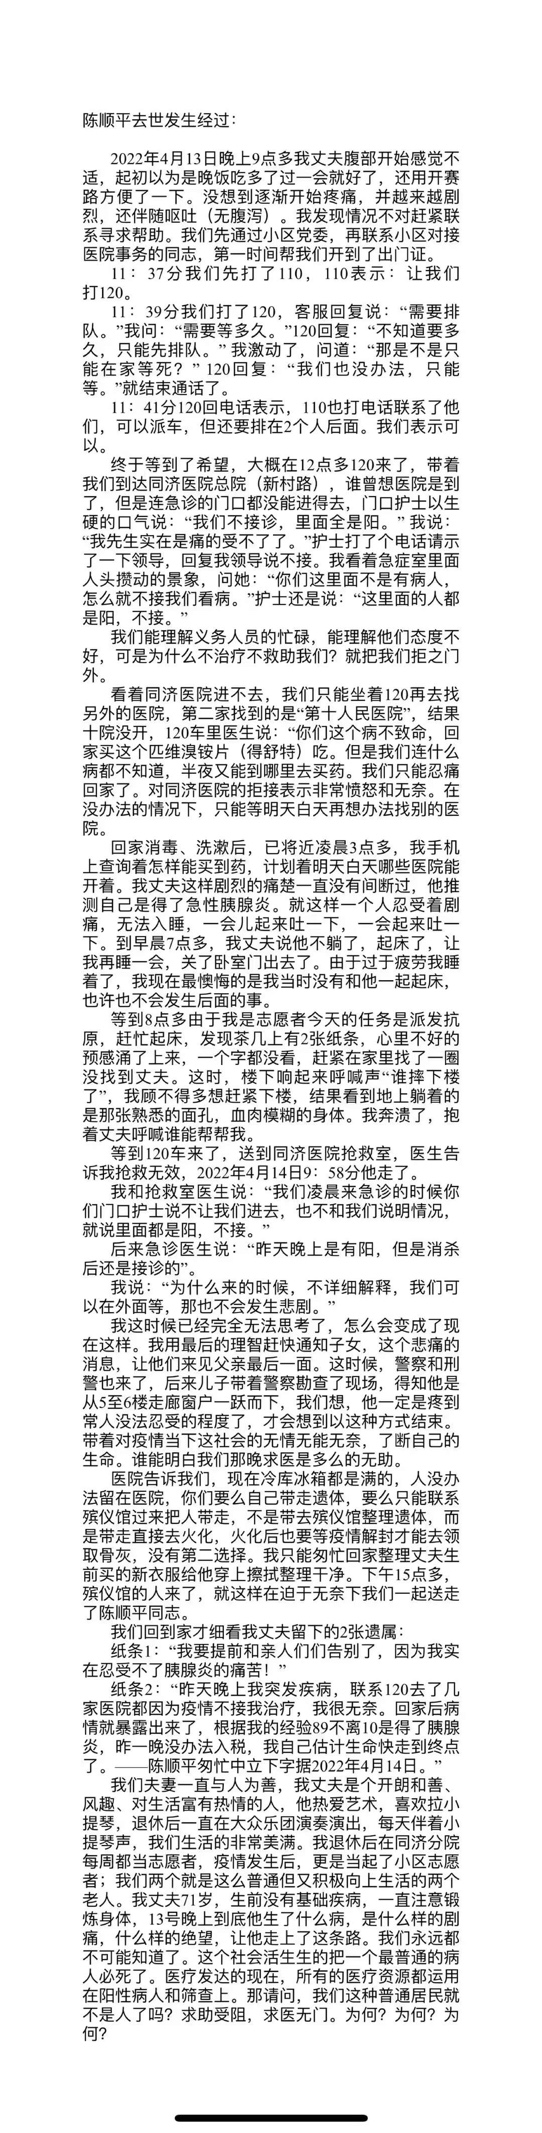 陈顺平去世发生经过：
2022年4月13日晚上9点多我丈夫腹部开始感觉不
适，起初以为是晚饭吃多了过一会就好了，还用开赛
路方便了一下。没想到逐渐开始疼痛，并越来越剧
烈，还伴随呕吐（无腹泻）。我发现情况不对赶紧联
系寻求帮助。我们先通过小区党委，再联系小区对接
医院事务的同志，第一时间帮我们开到了出门证。
11：37分我们先打了110，110表示：让我们
打120。
11：39分我们打了120，客服回复说：“需要排
队。”我问：“需要等多久。”120回复：“不知道要多
久，只能先排队。” 我激动了，问道：“那是不是只
能在家等死？” 120回复：“我们也没办法，只能
等。”就结束通话了。
11：41分120回电话表示，110也打电话联系了他
们，可以派车，但还要排在2个人后面。我们表示可
以。
终于等到了希望，大概在12点多120来了，带着
我们到达同济医院总院（新村路），谁曾想医院是到
了，但是连急诊的门口都没能进得去，门口护士以生
硬的口气说：“我们不接诊，里面全是阳。” 我说：
“我先生实在是痛的受不了了。”护士打了个电话请示
了一下领导，回复我领导说不接。我看着急症室里面
人头攒动的景象，问她：“你们这里面不是有病人，
怎么就不接我们看病。”护士还是说：“这里面的人都
是阳，不接。”
我们能理解义务人员的忙碌，能理解他们态度不
好，可是为什么不治疗不救助我们？就把我们拒之门
外。
看着同济医院进不去，我们只能坐着120再去找
另外的医院，第二家找到的是“第十人民医院”，结果
十院没开，120车里医生说：“你们这个病不致命，回
家买这个匹维溴铵片（得舒特）吃。但是我们连什么
病都不知道，半夜又能到哪里去买药。我们只能忍痛
回家了。对同济医院的拒接表示非常愤怒和无奈。在
没办法的情况下，只能等明天白天再想办法找别的医
院。
回家消毒、洗漱后，已将近凌晨3点多，我手机
上查询着怎样能买到药，计划着明天白天哪些医院能
开着。我丈夫这样剧烈的痛楚一直没有间断过，他推
测自己是得了急性胰腺炎。就这样一个人忍受着剧
痛，无法入睡，一会儿起来吐一下，一会起来吐一
下。到早晨7点多，我丈夫说他不躺了，起床了，让
我再睡一会，关了卧室门出去了。由于过于疲劳我睡
着了，我现在最懊悔的是我当时没有和他一起起床，
也许也不会发生后面的事。
等到8点多由于我是志愿者今天的任务是派发抗
原，赶忙起床，发现茶几上有2张纸条，心里不好的
预感涌了上来，一个字都没看，赶紧在家里找了一圈
没找到丈夫。这时，楼下响起来呼喊声“谁摔下楼
了”，我顾不得多想赶紧下楼，结果看到地上躺着的
是那张熟悉的面孔，血肉模糊的身体。我奔溃了，抱
着丈夫呼喊谁能帮帮我。
等到120车来了，送到同济医院抢救室，医生告
诉我抢救无效，2022年4月14日9：58分他走了。
我和抢救室医生说：“我们凌晨来急诊的时候你
们门口护士说不让我们进去，也不和我们说明情况，
就说里面都是阳，不接。”
后来急诊医生说：“昨天晚上是有阳，但是消杀
后还是接诊的”。
我说：“为什么来的时候，不详细解释，我们可
以在外面等，那也不会发生悲剧。”
我这时候已经完全无法思考了，怎么会变成了现
在这样。我用最后的理智赶快通知子女，这个悲痛的
消息，让他们来见父亲最后一面。这时候，警察和刑
警也来了，后来儿子带着警察勘查了现场，得知他是
从5至6楼走廊窗户一跃而下，我们想，他一定是疼到
常人没法忍受的程度了，才会想到以这种方式结束。
带着对疫情当下这社会的无情无能无奈，了断自己的
生命。谁能明白我们那晚求医是多么的无助。
医院告诉我们，现在冷库冰箱都是满的，人没办
法留在医院，你们要么自己带走遗体，要么只能联系
殡仪馆过来把人带走，不是带去殡仪馆整理遗体，而
是带走直接去火化，火化后也要等疫情解封才能去领
取骨灰，没有第二选择。我只能匆忙回家整理丈夫生
前买的新衣服给他穿上擦拭整理干净。下午15点多，
殡仪馆的人来了，就这样在迫于无奈下我们一起送走
了陈顺平同志。
我们回到家才细看我丈夫留下的2张遗属：
纸条1：“我要提前和亲人们们告别了，因为我实
在忍受不了胰腺炎的痛苦！”
纸条2：“昨天晚上我突发疾病，联系120去了几
家医院都因为疫情不接我治疗，我很无奈。回家后病
情就暴露出来了，根据我的经验89不离10是得了胰腺
炎，昨一晚没办法入税，我自己估计生命快走到终点
了。——陈顺平匆忙中立下字据2022年4月14日。”
我们夫妻一直与人为善，我丈夫是个开朗和善、
风趣、对生活富有热情的人，他热爱艺术，喜欢拉小
提琴，退休后一直在大众乐团演奏演出，每天伴着小
提琴声，我们生活的非常美满。我退休后在同济分院
每周都当志愿者，疫情发生后，更是当起了小区志愿
者；我们两个就是这么普通但又积极向上生活的两个
老人。我丈夫71岁，生前没有基础疾病，一直注意锻
炼身体，13号晚上到底他生了什么病，是什么样的剧
痛，什么样的绝望，让他走上了这条路。我们永远都
不可能知道了。这个社会活生生的把一个最普通的病
人必死了。医疗发达的现在，所有的医疗资源都运用
在阳性病人和筛查上。那请问，我们这种普通居民就
不是人了吗？求助受阻，求医无门。为何？为何？为
何？